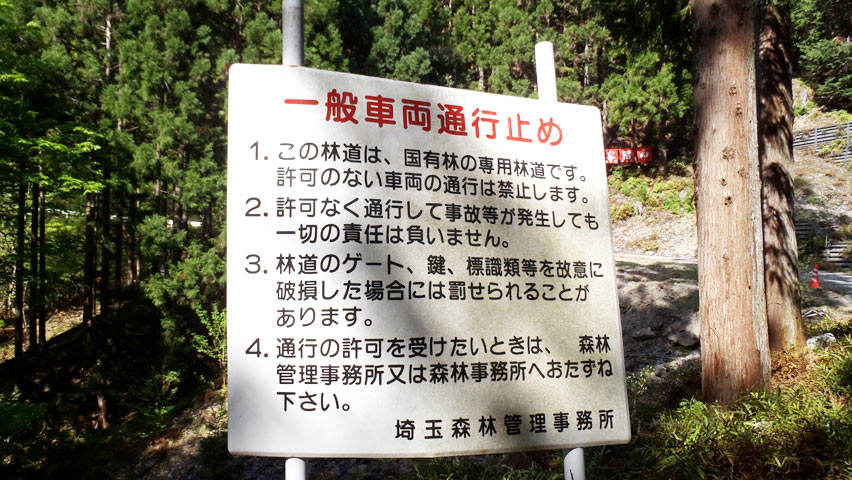 一般車両通行止め
1. この林道は、国有林の専用林道です。
許可のない車両の通行は禁止します。
2. 許可なく通行して事故等が発生しても
一切の責任は負いません。
3. 林道のゲート、鍵、標識類等を故意に
破損した場合には罰せられることが
あります。
4. 通行の許可を受けたいときは、 森林
管理事務所又は森林事務所へおたずね
下さい。
埼玉森林管理事務所